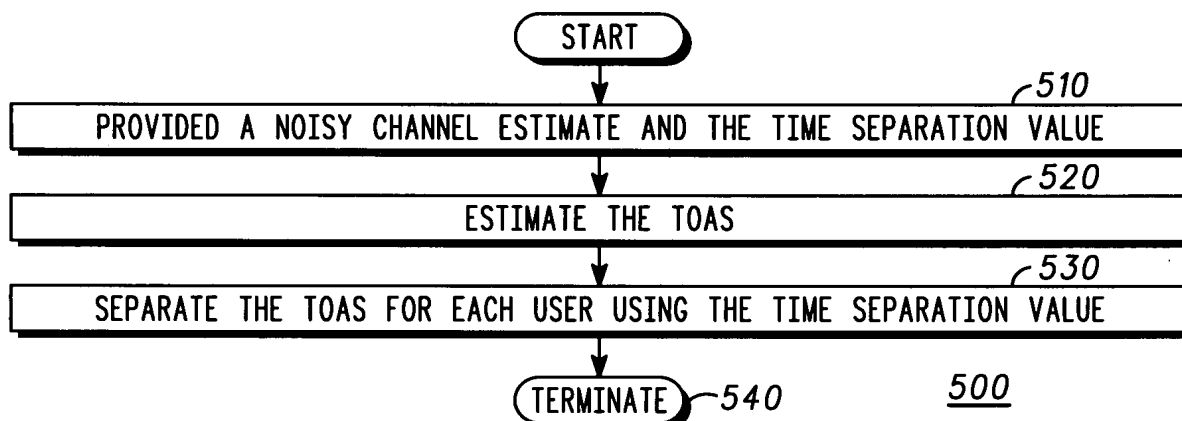 START
510
PROVIDED A NOISY CHANNEL ESTIMATE AND THE TIME SEPARATION VALUE
520
ESTIMATE THE TOAS
530
SEPARATE THE TOAS FOR EACH USER USING THE TIME SEPARATION VALUE
TERMINATE 540
500